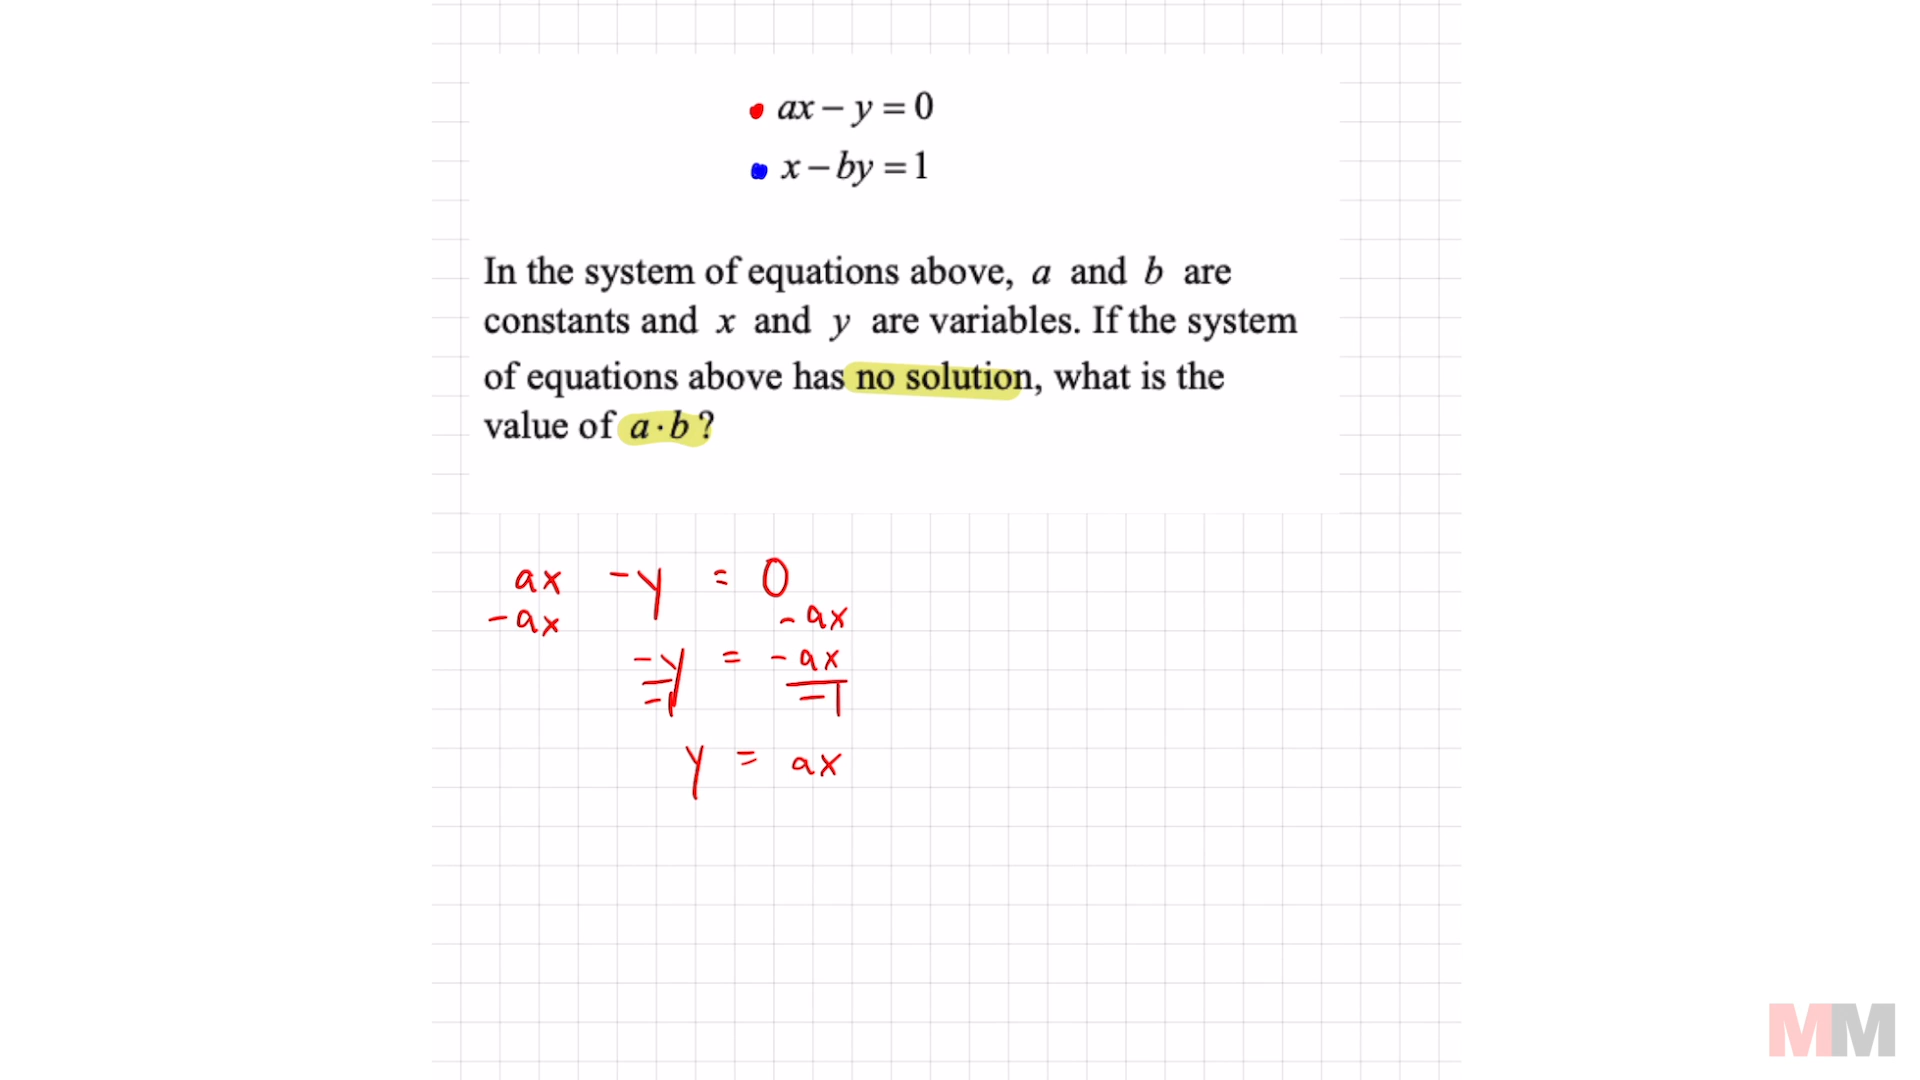 ax − y = 0
x − by = 1
In the system of equations above, a and b are
constants and x and y are variables. If the system
of equations above has no solution, what is the
value of a · b ?
ax - y = 0
-ax - ax
-y = -ax
-1 -1
y = ax
MM